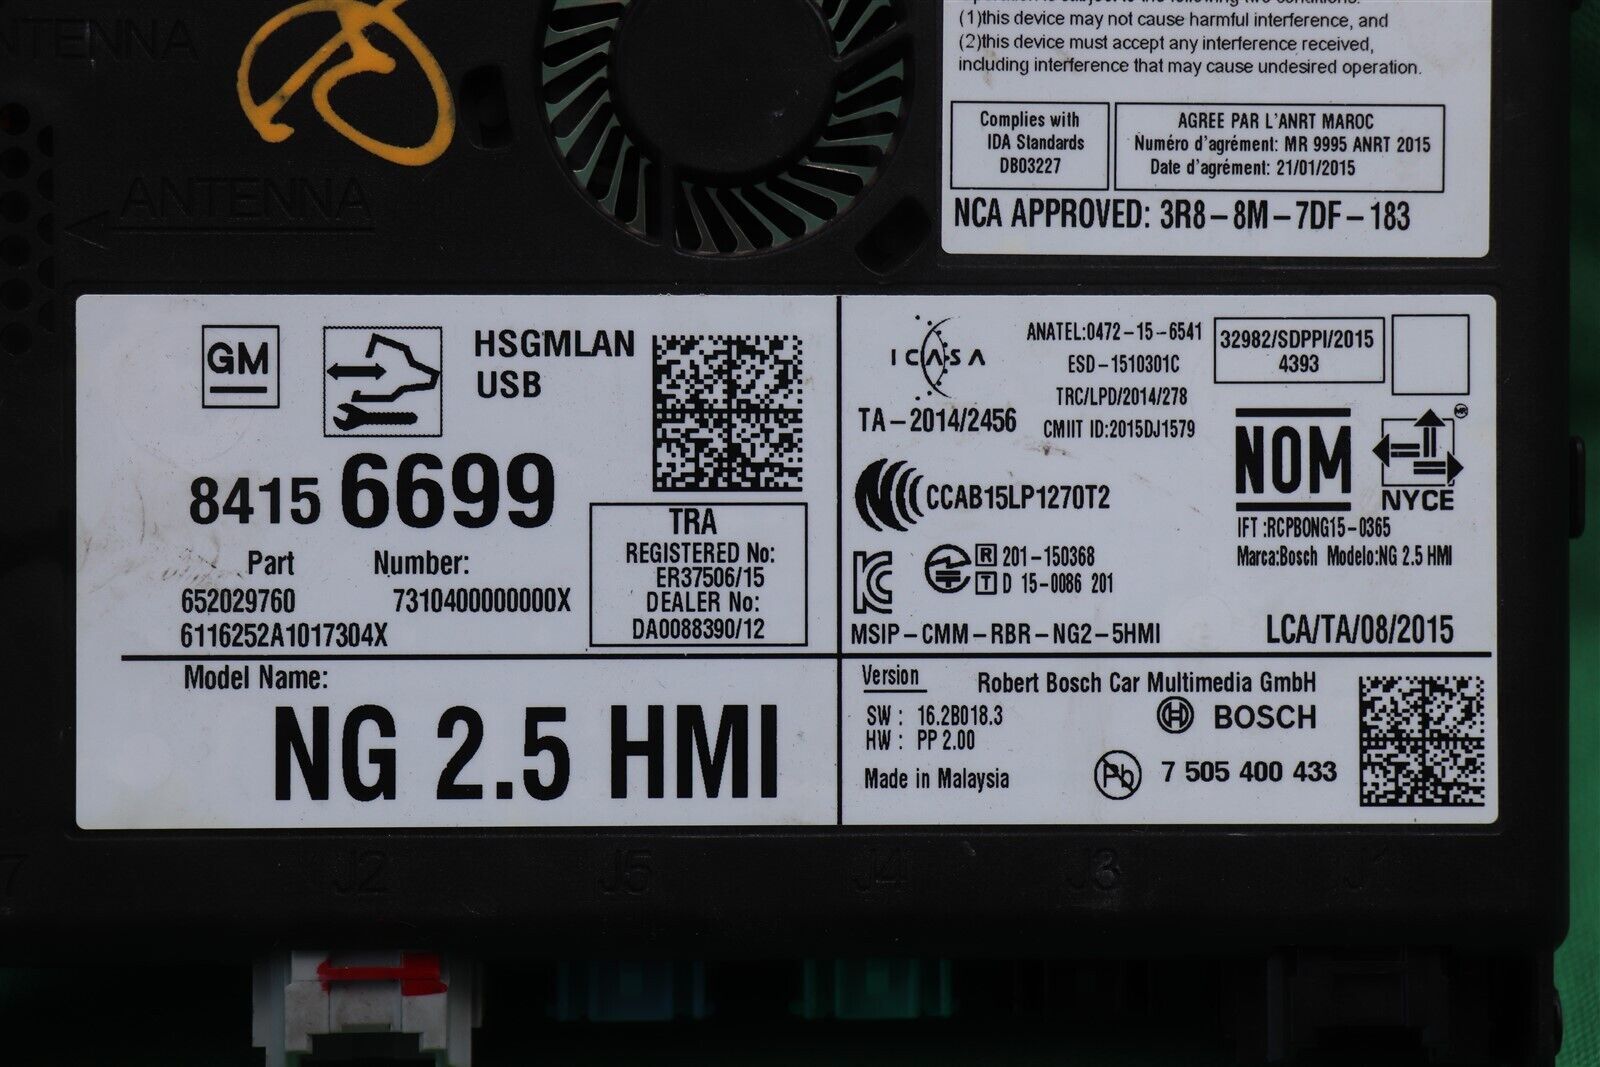 ANTENNA
(1)this device may not cause harmful interference, and
(2)this device must accept any interference received,
including interference that may cause undesired operation.
Complies with
IDA Standards
DB03227
AGREE PAR L'ANRT MAROC
Numéro d'agrément: MR 9995 ANRT 2015
Date d'agrément: 21/01/2015
ANTENNA
NCA APPROVED: 3R8-8M-7DF-183
GM
HSGMLAN
USB
8415 6699
Part Number:
652029760 7310400000000X
6116252A1017304X
TRA
REGISTERED No:
ER37506/15
DEALER No:
DA0088390/12
Model Name:
NG 2.5 HMI
ICASA
TA-2014/2456
ANATEL:0472-15-6541
ESD-1510301C
TRC/LPD/2014/278
CMIIT ID:2015DJ1579
32982/SDPPI/2015
4393
CCAB15LP1270T2
NOM
MR
NYCE
IFT :RCPBONG15-0365
Marca:Bosch Modelo:NG 2.5 HMI
R 201-150368
T D 15-0086 201
MSIP-CMM-RBR-NG2-5HMI
LCA/TA/08/2015
Version
SW : 16.2B018.3
HW : PP 2.00
Made in Malaysia
Robert Bosch Car Multimedia GmbH
BOSCH
Pb
7 505 400 433
J2 J5 J4 J3 J1